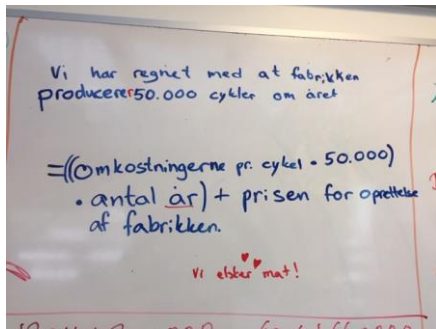 Vi har regnet med at fabrikken
producerer 50.000 cykler om året
=((Omkostningerne pr. cykel • 50.000)
• antal år) + prisen for oprettelse
af fabrikken.
Vi elsker mat!